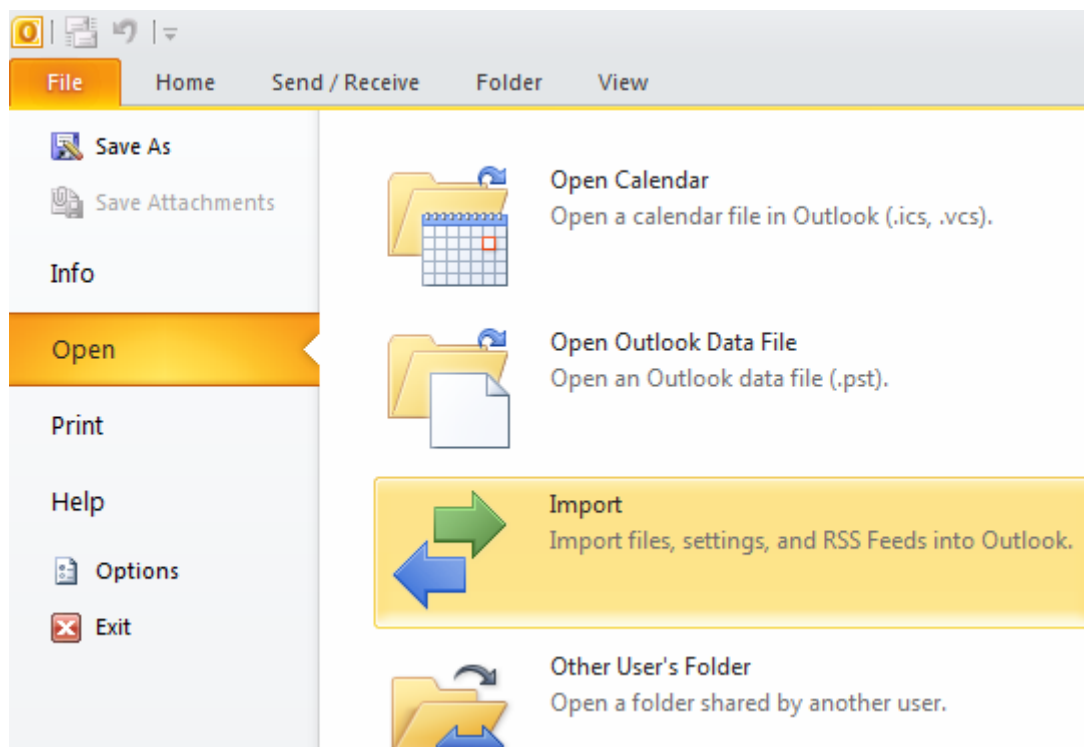 File Home Send / Receive Folder View
Save As
Save Attachments
Info
Open
Print
Help
Options
Exit
Open Calendar
Open a calendar file in Outlook (.ics, .vcs).
Open Outlook Data File
Open an Outlook data file (.pst).
Import
Import files, settings, and RSS Feeds into Outlook.
Other User's Folder
Open a folder shared by another user.